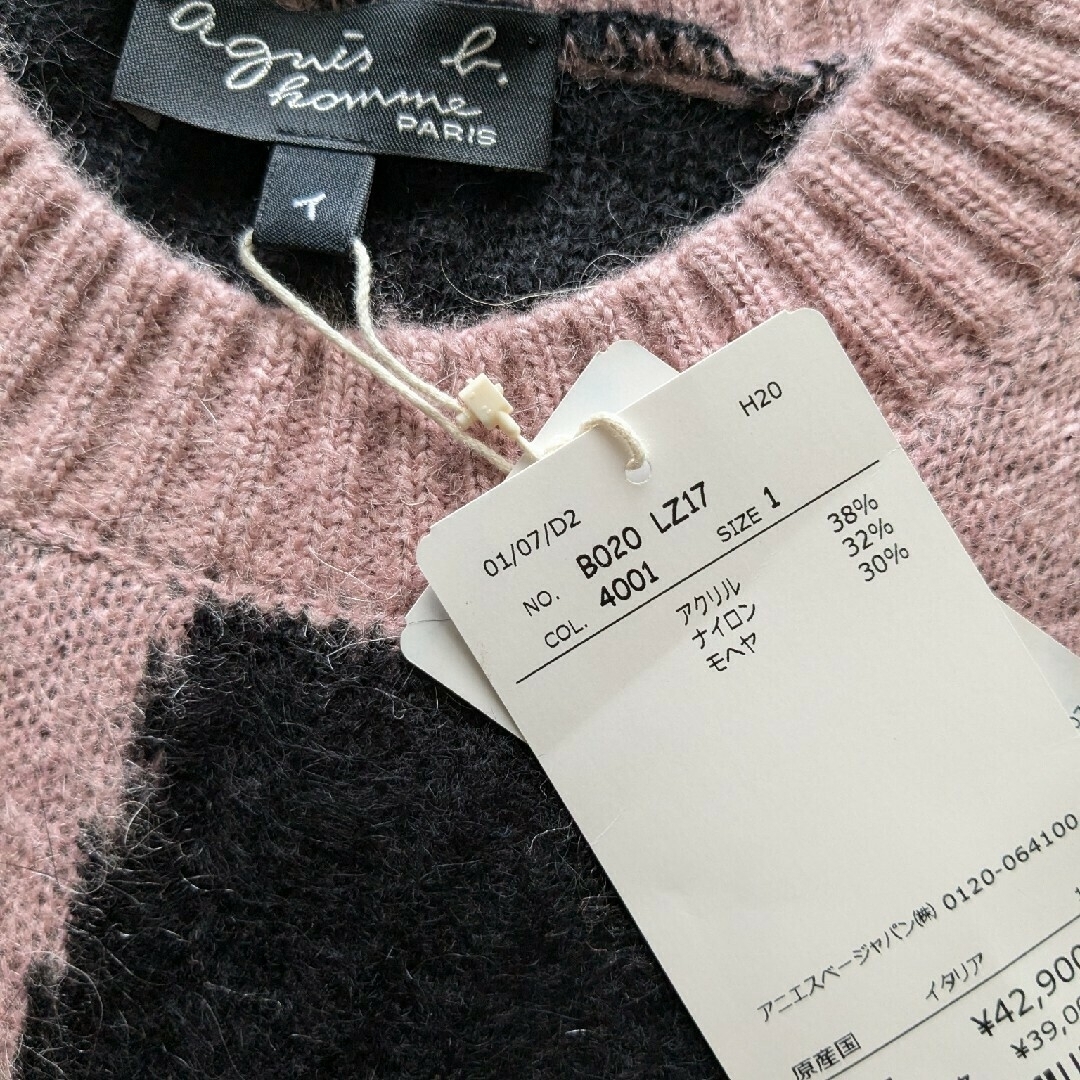 agnès b.
homme
PARIS
1
H20
01/07/D2
NO. B020 LZ17
COL. 4001 SIZE 1
アクリル 38%
ナイロン 32%
モヘヤ 30%
アニエスベージャパン(株) 0120-064100
原産国 イタリア
¥42,900
¥39,00